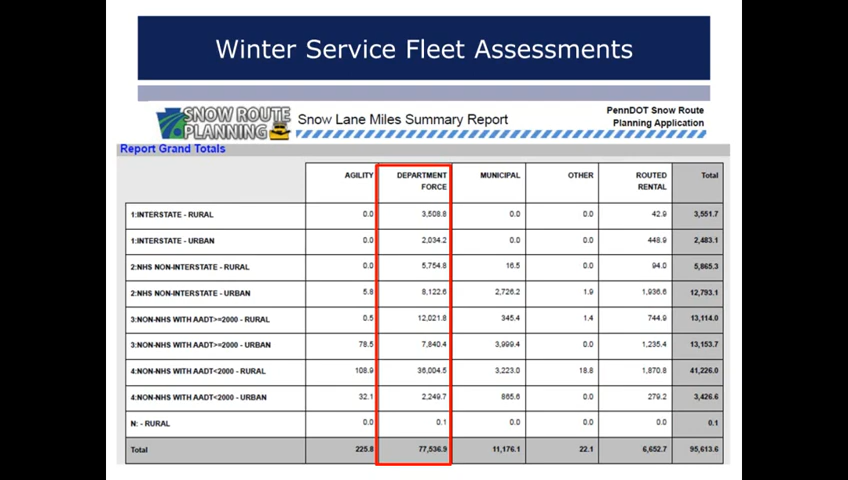 Winter Service Fleet Assessments
SNOW ROUTE
PLANNING
Snow Lane Miles Summary Report
PennDOT Snow Route
Planning Application
Report Grand Totals
AGILITY DEPARTMENT FORCE MUNICIPAL OTHER ROUTED RENTAL Total
1:INTERSTATE - RURAL 0.0 3,508.8 0.0 0.0 42.9 3,551.7
1:INTERSTATE - URBAN 0.0 2,034.2 0.0 0.0 448.9 2,483.1
2:NHS NON-INTERSTATE - RURAL 0.0 5,754.8 16.5 0.0 94.0 5,865.3
2:NHS NON-INTERSTATE - URBAN 5.8 8,122.6 2,726.2 1.9 1,936.6 12,793.1
3:NON-NHS WITH AADT>=2000 - RURAL 0.5 12,021.8 345.4 1.4 744.9 13,114.0
3:NON-NHS WITH AADT>=2000 - URBAN 78.5 7,840.4 3,999.4 0.0 1,235.4 13,153.7
4:NON-NHS WITH AADT<2000 - RURAL 108.9 36,004.5 3,223.0 18.8 1,870.8 41,226.0
4:NON-NHS WITH AADT<2000 - URBAN 32.1 2,249.7 865.6 0.0 279.2 3,426.6
N: - RURAL 0.0 0.1 0.0 0.0 0.0 0.1
Total 225.8 77,536.9 11,176.1 22.1 6,652.7 95,613.6